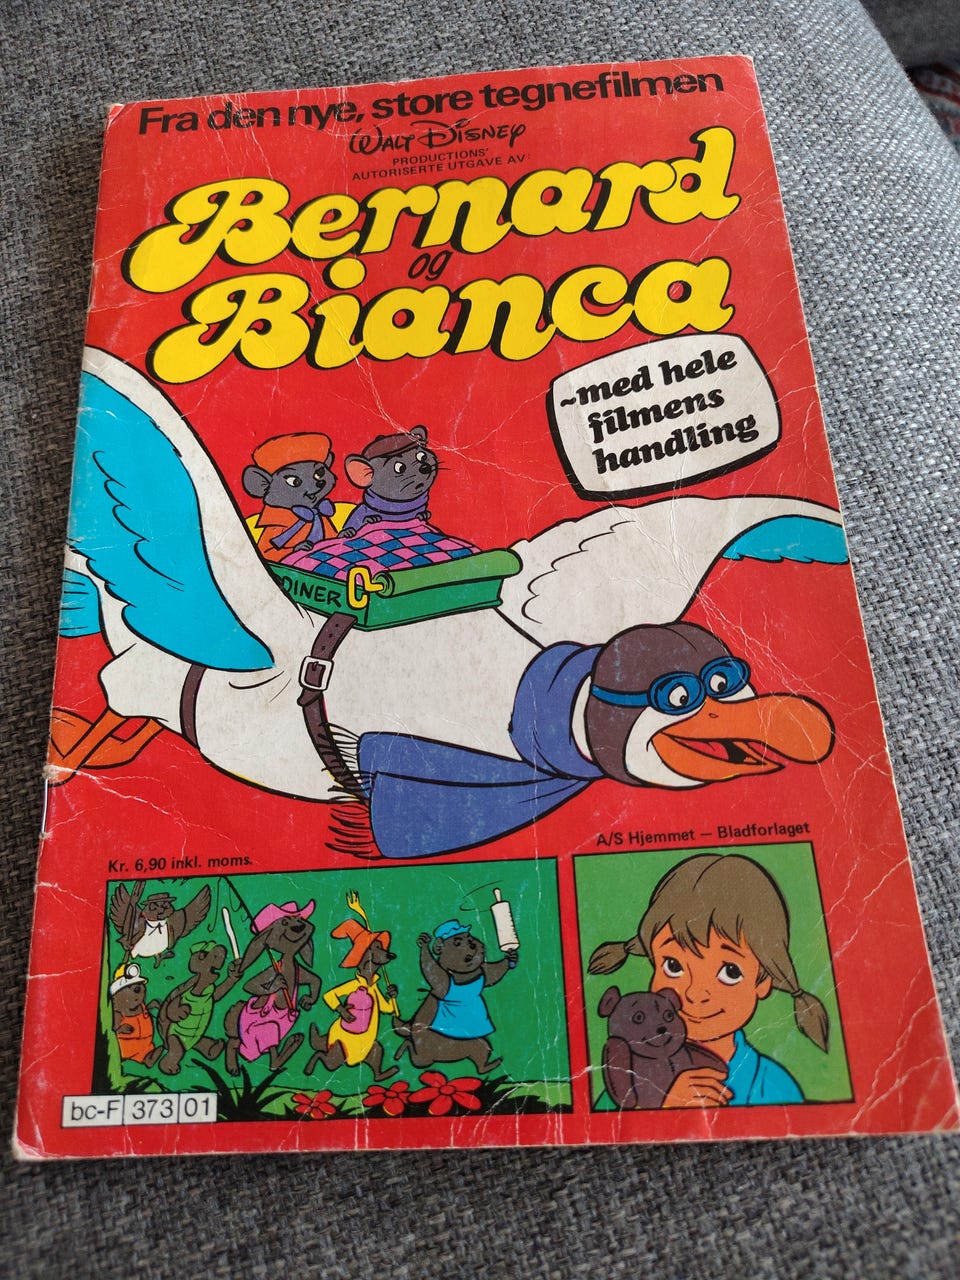 Fra den nye, store tegnefilmen
WALT DISNEY
PRODUCTIONS'
AUTORISERTE UTGAVE AV:
Bernard
og
Bianca
~med hele
filmens
handling
DINER
A/S Hjemmet — Bladforlaget
Kr. 6,90 inkl. moms.
bc-F 373 01